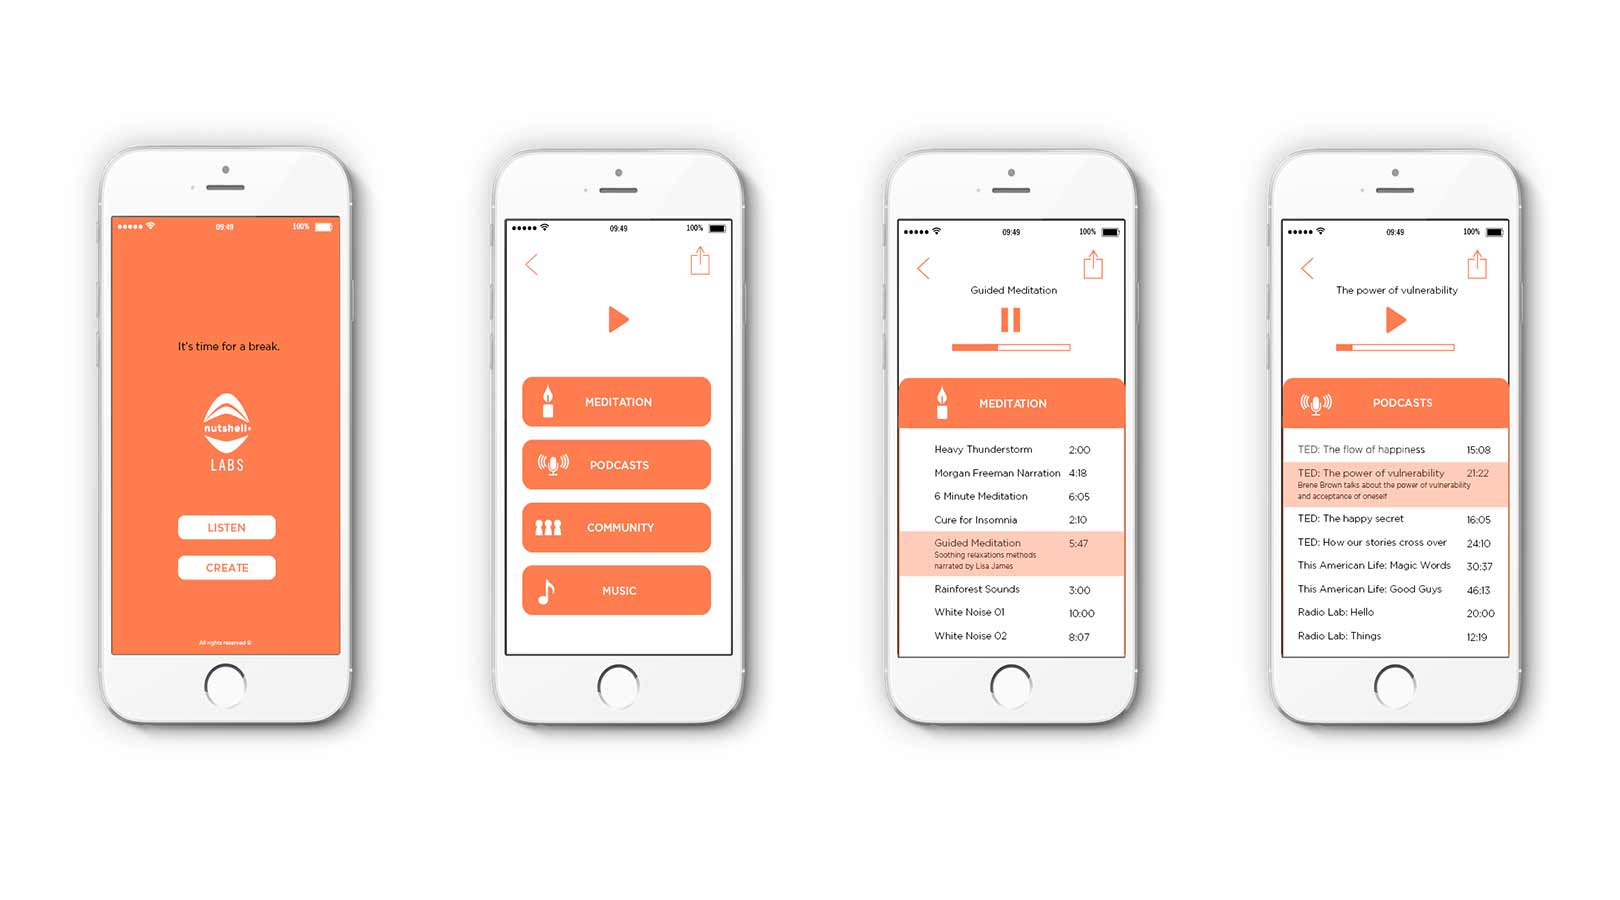 09:49
100%
It's time for a break.
nutshell
LABS
LISTEN
CREATE
All rights reserved ©
09:49
100%
MEDITATION
PODCASTS
COMMUNITY
MUSIC
09:49
100%
Guided Meditation
MEDITATION
Heavy Thunderstorm 2:00
Morgan Freeman Narration 4:18
6 Minute Meditation 6:05
Cure for Insomnia 2:10
Guided Meditation 5:47
Soothing relaxations methods
narrated by Lisa James
Rainforest Sounds 3:00
White Noise 01 10:00
White Noise 02 8:07
09:49
100%
The power of vulnerability
PODCASTS
TED: The flow of happiness 15:08
TED: The power of vulnerability 21:22
Brene Brown talks about the power of vulnerability
and acceptance of oneself
TED: The happy secret 16:05
TED: How our stories cross over 24:10
This American Life: Magic Words 30:37
This American Life: Good Guys 46:13
Radio Lab: Hello 20:00
Radio Lab: Things 12:19